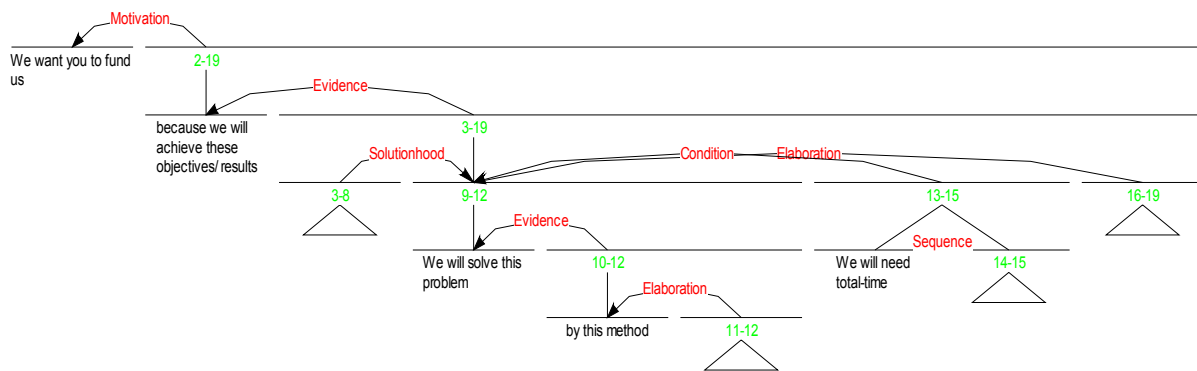 Motivation
We want you to fund
us
2-19
Evidence
because we will
achieve these
objectives/ results
3-19
Solutionhood
Condition
Elaboration
3-8
9-12
13-15
16-19
Evidence
Sequence
We will solve this
problem
10-12
We will need
total-time
14-15
Elaboration
by this method
11-12